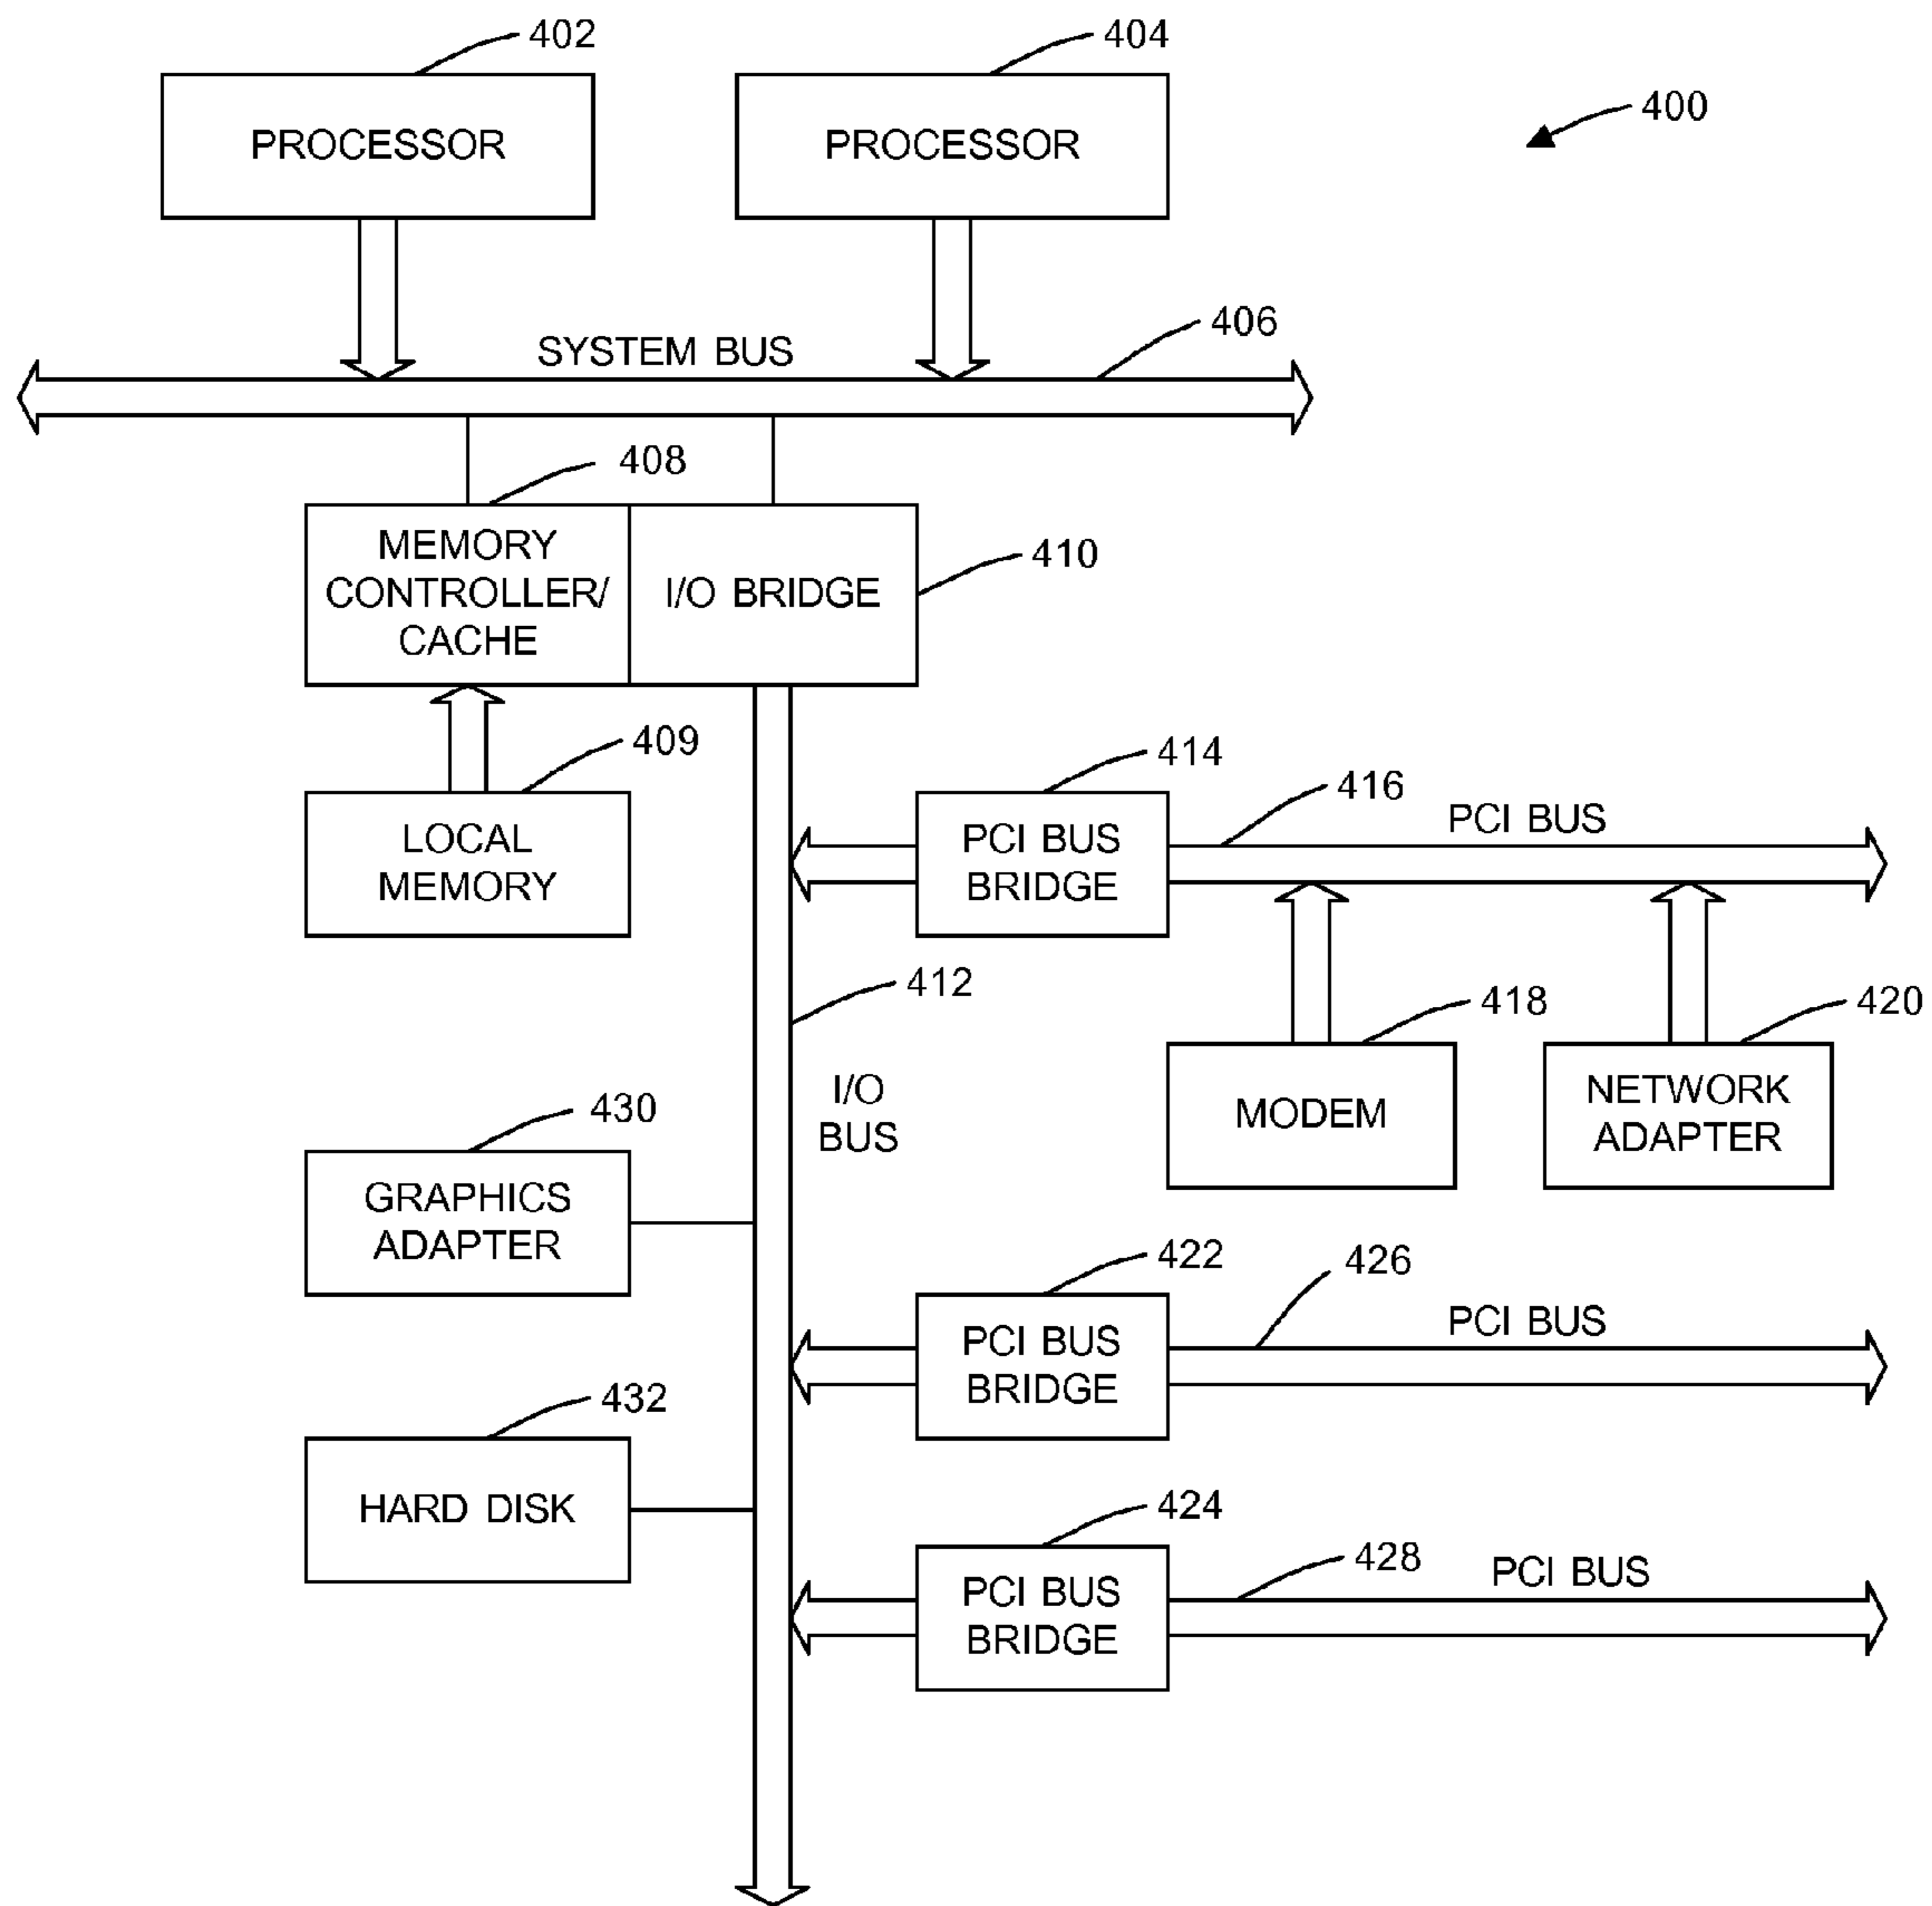 402
404
400
PROCESSOR
PROCESSOR
406
SYSTEM BUS
408
410
MEMORY
CONTROLLER/
CACHE
I/O BRIDGE
409
414
416
PCI BUS
LOCAL
MEMORY
PCI BUS
BRIDGE
412
418
420
I/O
BUS
MODEM
NETWORK
ADAPTER
430
GRAPHICS
ADAPTER
422
426
PCI BUS
PCI BUS
BRIDGE
432
HARD DISK
424
428
PCI BUS
PCI BUS
BRIDGE